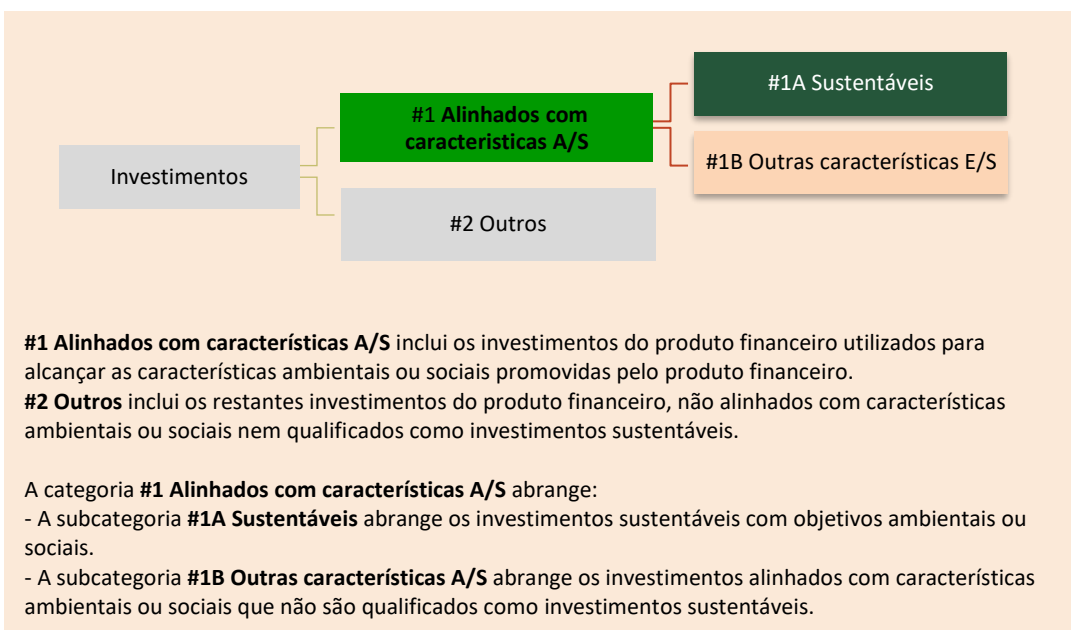 #1A Sustentáveis
#1 Alinhados com
caracteristicas A/S
#1B Outras características E/S
Investimentos
#2 Outros
#1 Alinhados com características A/S inclui os investimentos do produto financeiro utilizados para
alcançar as características ambientais ou sociais promovidas pelo produto financeiro.
#2 Outros inclui os restantes investimentos do produto financeiro, não alinhados com características
ambientais ou sociais nem qualificados como investimentos sustentáveis.
A categoria #1 Alinhados com características A/S abrange:
- A subcategoria #1A Sustentáveis abrange os investimentos sustentáveis com objetivos ambientais ou
sociais.
- A subcategoria #1B Outras características A/S abrange os investimentos alinhados com características
ambientais ou sociais que não são qualificados como investimentos sustentáveis.